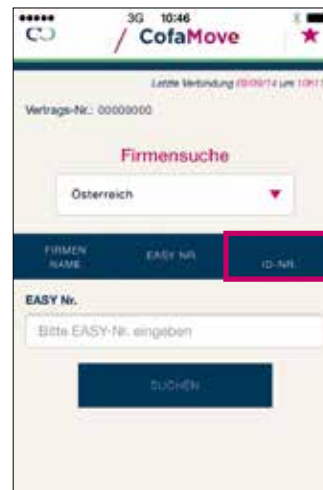 3G 10:46
CofaMove
Letzte Verbindung 09/09/14 um 10H11
Vertrags-Nr.: 00000000
Firmensuche
Österreich
FIRMEN NAME
EASY NR.
ID-NR.
EASY Nr.
Bitte EASY-Nr. eingeben
SUCHEN